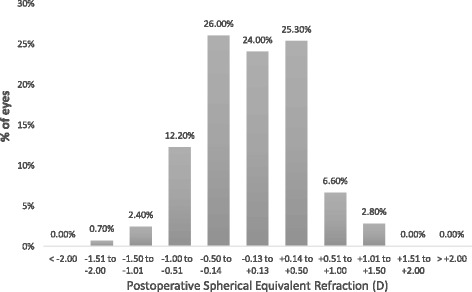 30%
25%
20%
15%
10%
5%
0%
% of eyes
0.00%
0.70%
2.40%
12.20%
26.00%
24.00%
25.30%
6.60%
2.80%
0.00%
0.00%
< -2.00
-1.51 to
-2.00
-1.50 to
-1.01
-1.00 to
-0.51
-0.50 to
-0.14
-0.13 to
+0.13
+0.14 to
+0.50
+0.51 to
+1.00
+1.01 to
+1.50
+1.51 to
+2.00
> +2.00
Postoperative Spherical Equivalent Refraction (D)